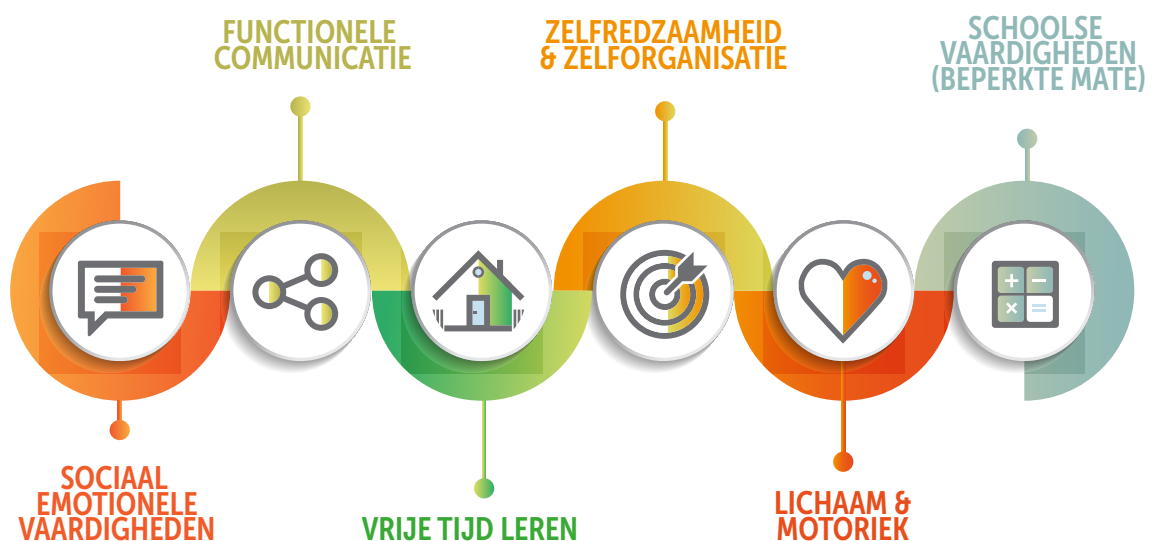 FUNCTIONELE
COMMUNICATIE
ZELFREDZAAMHEID
& ZELFORGANISATIE
SCHOOLSE
VAARDIGHEDEN
(BEPERKTE MATE)
SOCIAAL
EMOTIONELE
VAARDIGHEDEN
VRIJE TIJD LEREN
LICHAAM &
MOTORIEK